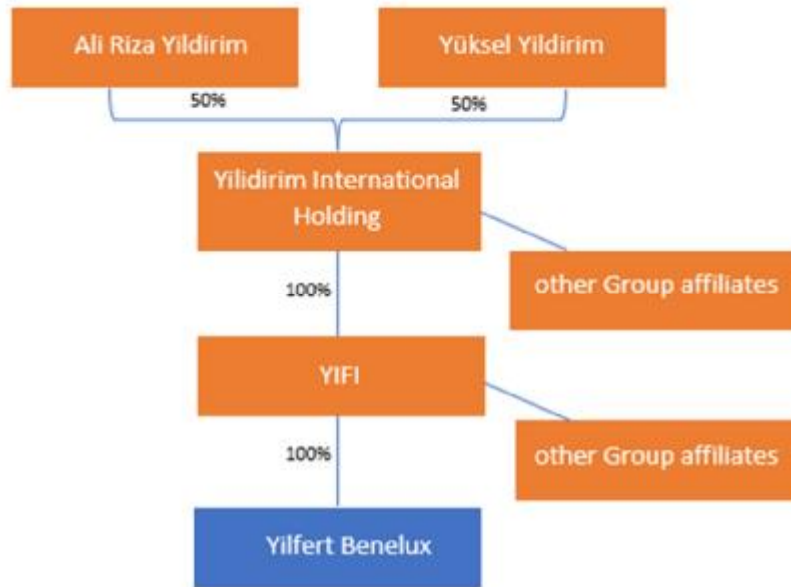 Ali Riza Yildirim
Yüksel Yildirim
50%
50%
Yilidirim International
Holding
other Group affiliates
100%
YIFI
other Group affiliates
100%
Yilfert Benelux